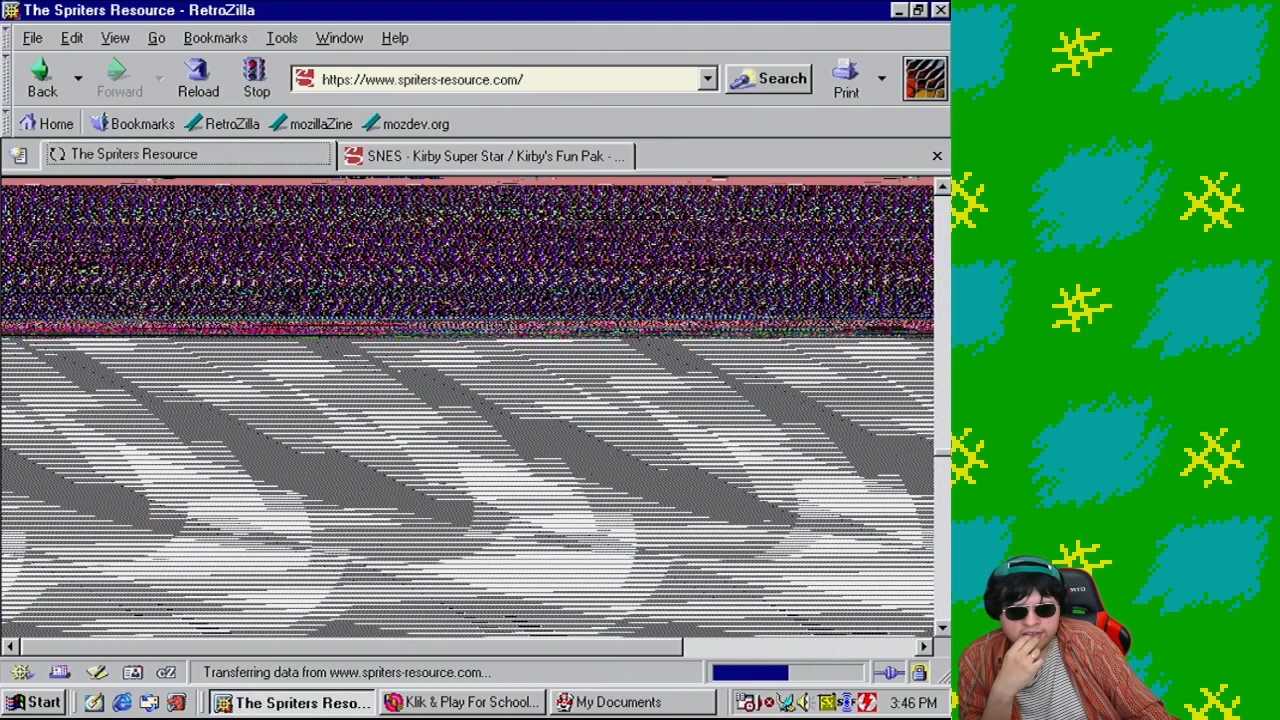 The Spriters Resource - RetroZilla
File Edit View Go Bookmarks Tools Window Help
Back Forward Reload Stop https://www.spriters-resource.com/ Search Print
Home Bookmarks RetroZilla mozillaZine mozdev.org
The Spriters Resource SNES - Kirby Super Star / Kirby's Fun Pak - ...
Transferring data from www.spriters-resource.com...
Start The Spriters Reso... Klik & Play For School... My Documents 3:46 PM